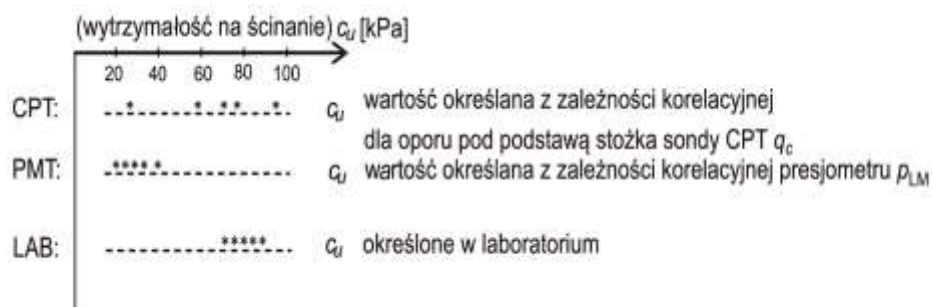 (wytrzymałość na ścinanie) cu [kPa]
20 40 60 80 100
CPT: cu wartość określana z zależności korelacyjnej
dla oporu pod podstawą stożka sondy CPT qc
PMT: cu wartość określana z zależności korelacyjnej presjometru pLM
LAB: cu określone w laboratorium